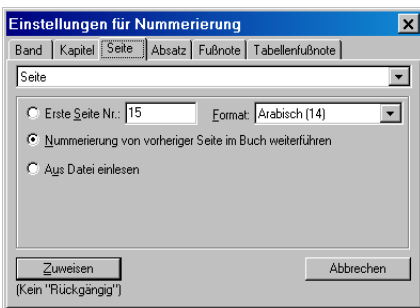 Einstellungen für Nummerierung
Band Kapitel Seite Absatz Fußnote Tabellenfußnote
Seite
Erste Seite Nr.: 15 Format: Arabisch (14)
Nummerierung von vorheriger Seite im Buch weiterführen
Aus Datei einlesen
Zuweisen Abbrechen
(Kein "Rückgängig")